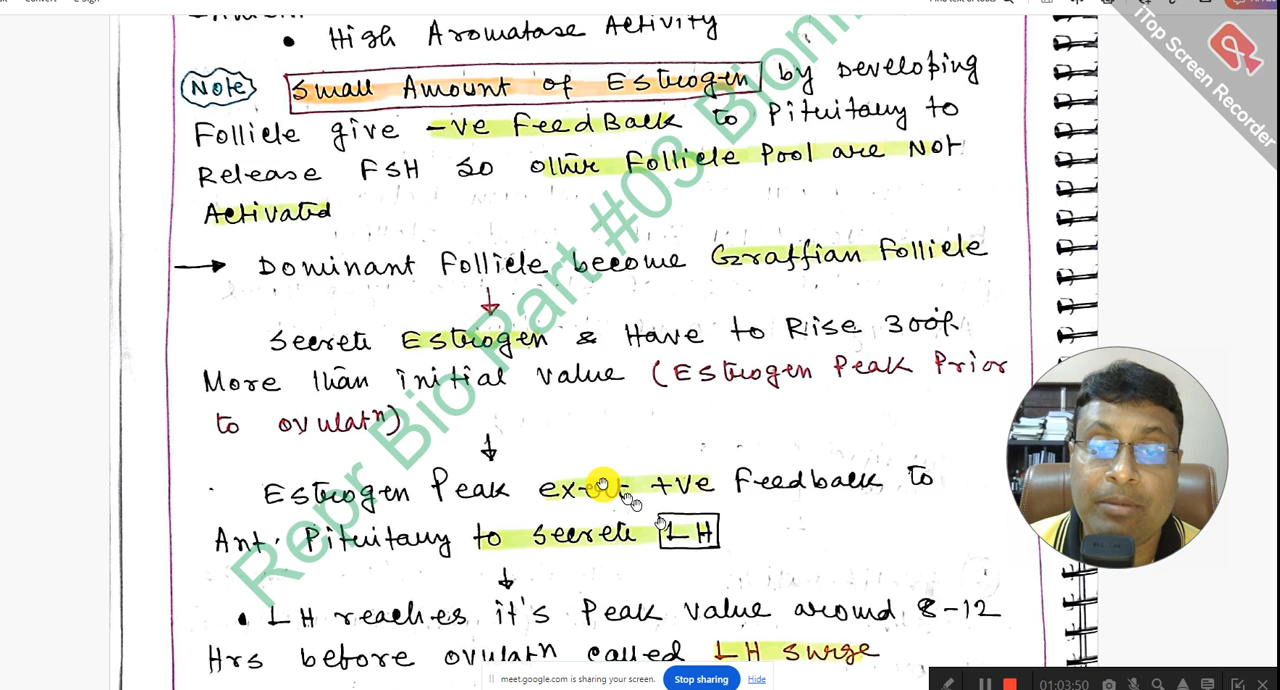 • High Aromatase Activity
Note Small Amount of Estrogen by Developing
Follicle give -ve FeedBack to Pituitary to
Release FSH so other Follicle Pool are Not
Activated
→ Dominant Follicle become Graffian Follicle
↓
Secrete Estrogen & Have to Rise 300%
More than initial value (Estrogen Peak Prior
to ovulatn)
↓
Estrogen Peak +ve Feedback to
Ant. Pituitary to secrete LH
↓
• LH reaches it's Peak value around 8-12
Hrs before ovulatn called LH surge
Repr Bio Part #03
iTop Screen Recorder
meet.google.com is sharing your screen. Stop sharing Hide
01:03:50